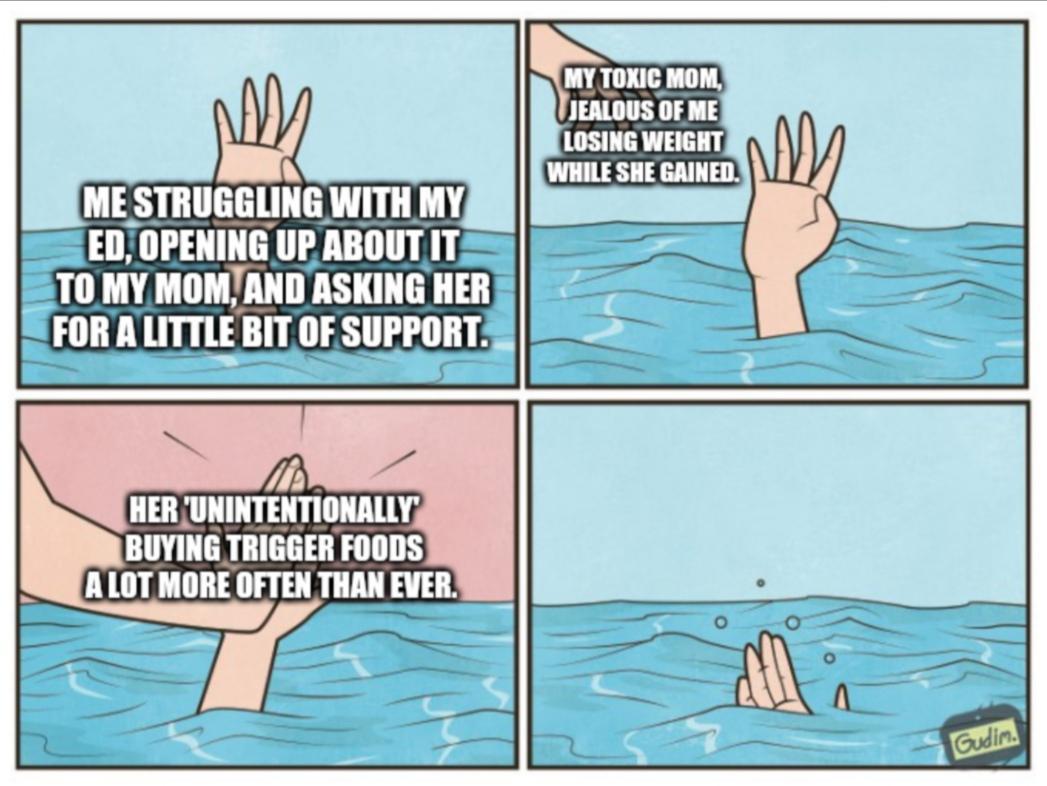 ME STRUGGLING WITH MY
ED, OPENING UP ABOUT IT
TO MY MOM, AND ASKING HER
FOR A LITTLE BIT OF SUPPORT.
MY TOXIC MOM,
JEALOUS OF ME
LOSING WEIGHT
WHILE SHE GAINED.
HER 'UNINTENTIONALLY'
BUYING TRIGGER FOODS
A LOT MORE OFTEN THAN EVER.
Gudim.